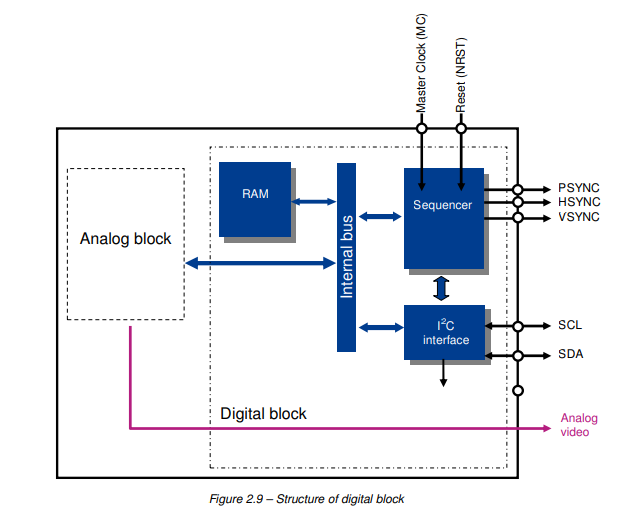 Master Clock (MC)
Reset (NRST)
RAM
Sequencer
PSYNC
HSYNC
VSYNC
Analog block
Internal bus
I²C
interface
SCL
SDA
Digital block
Analog
video
Figure 2.9 – Structure of digital block